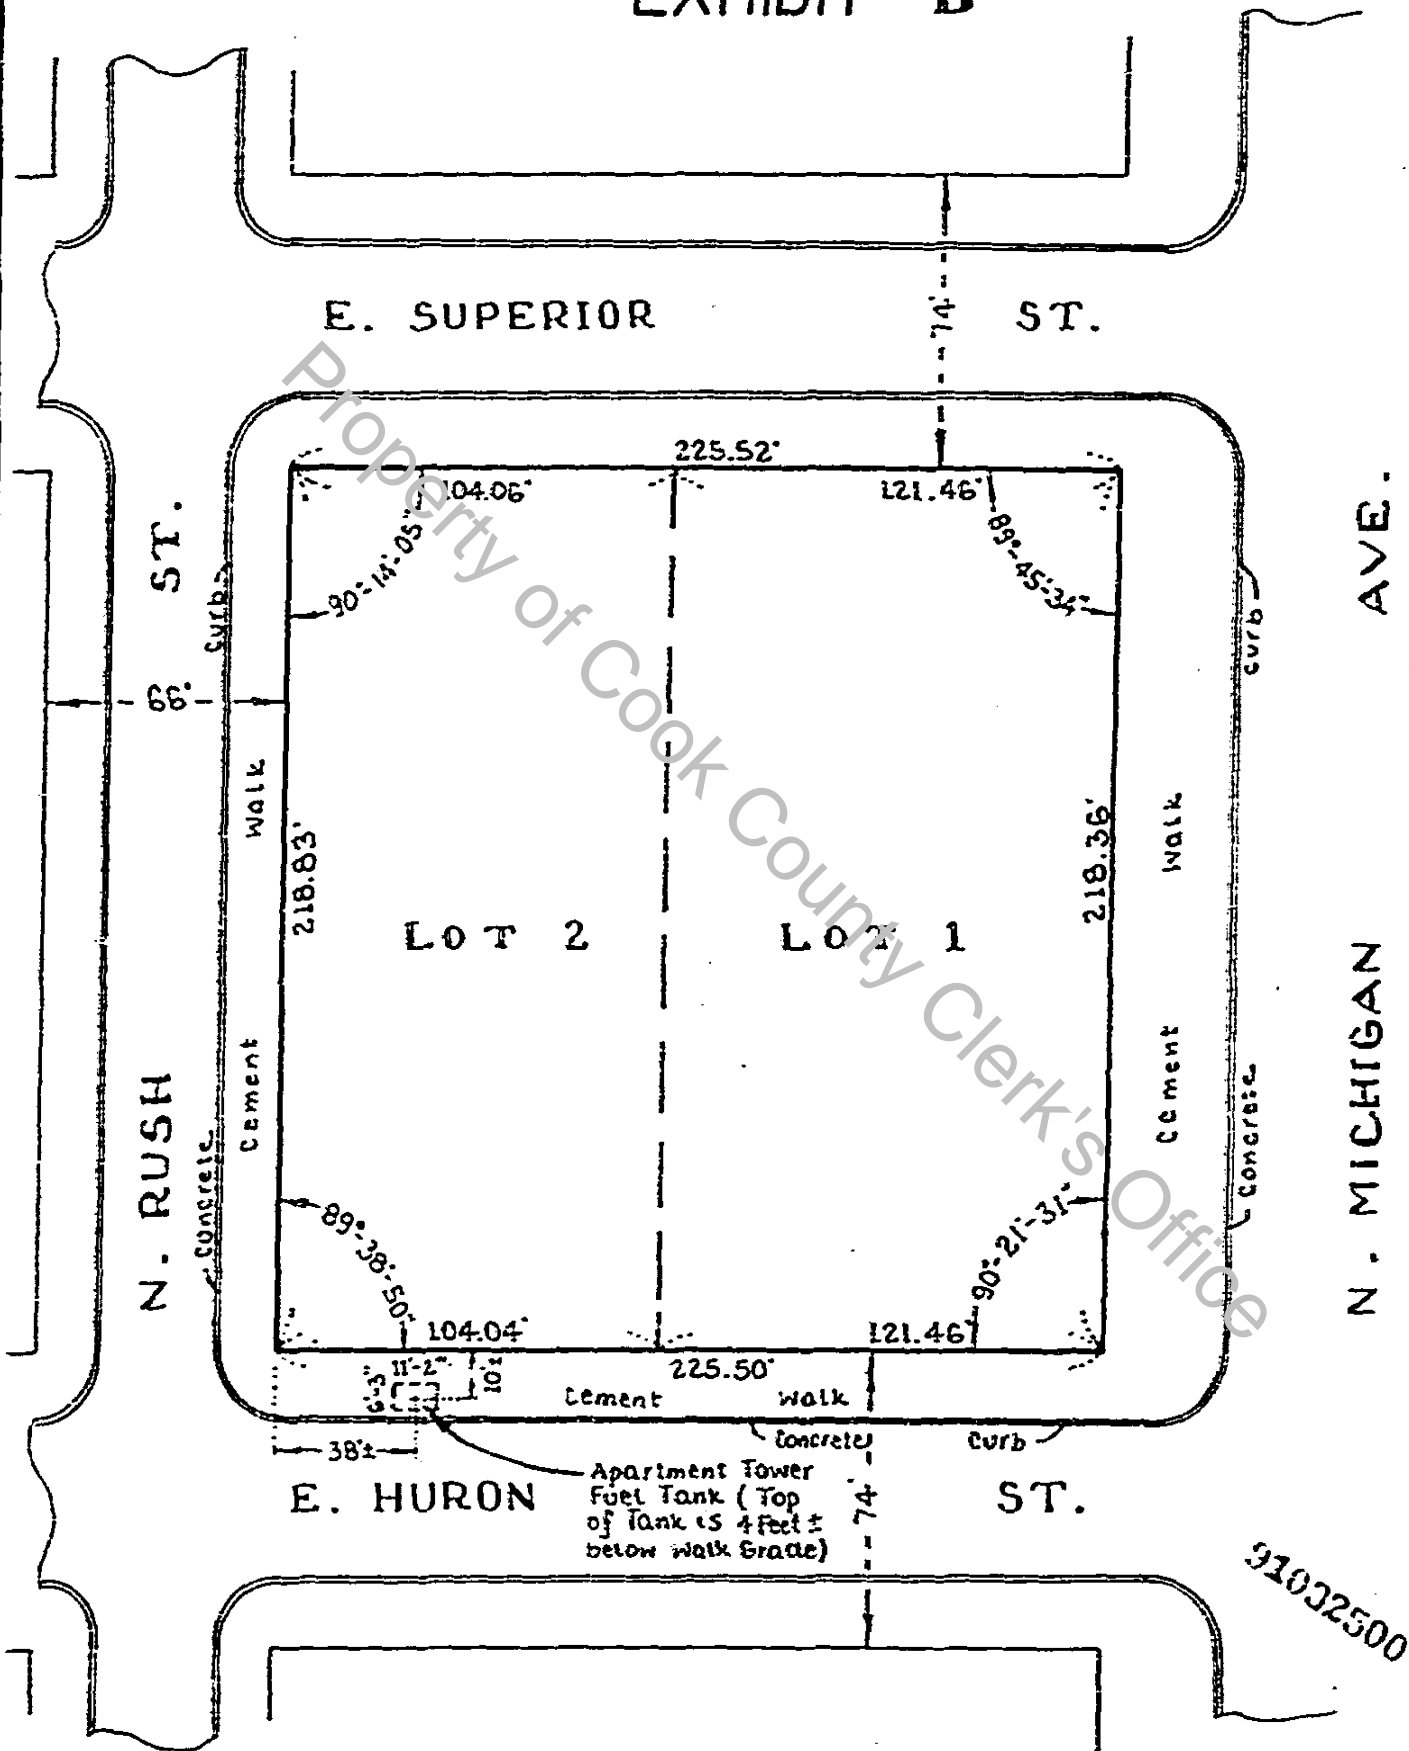 EXHIBIT B
E. SUPERIOR ST.
74'
225.52'
104.06'
121.46'
90°-14'-05"
89°-45'-34"
N. RUSH ST.
Curb
Concrete
66'
Walk
Cement
218.83'
LOT 2
LOT 1
218.36'
Walk
Cement
Curb
Concrete
N. MICHIGAN AVE.
89°-38'-50"
90°-21'-31"
104.04'
121.46'
225.50'
11'-2"
10'±
Cement Walk
Concrete Curb
38'±
E. HURON ST.
Apartment Tower
Fuel Tank (Top
of Tank is 4 feet ±
below Walk Grade)
74'
91032500
Property of Cook County Clerk's Office